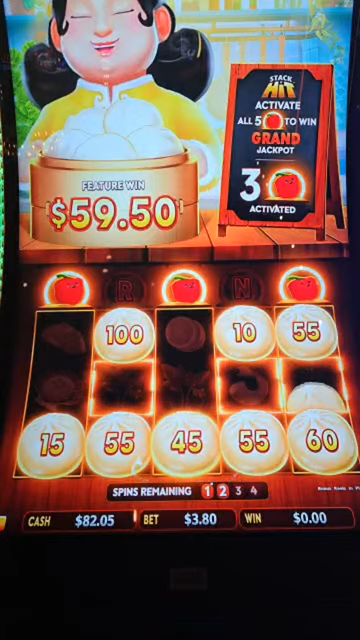 STACK
HIT
ACTIVATE
ALL 5 TO WIN
GRAND
JACKPOT
3
ACTIVATED
FEATURE WIN
$59.50
R N
100 10 55
15 55 45 55 60
SPINS REMAINING 1 2 3 4
CASH $82.05 BET $3.80 WIN $0.00